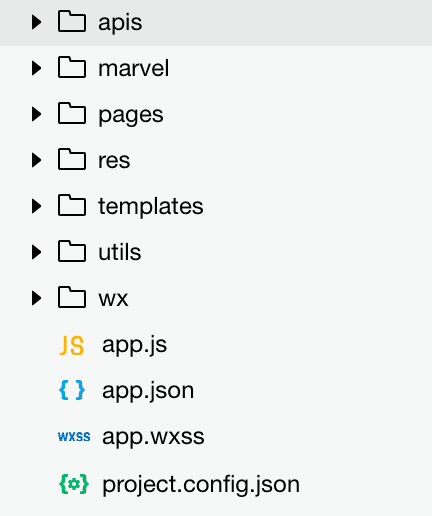 apis
marvel
pages
res
templates
utils
wx
JS app.js
{ } app.json
wxss app.wxss
project.config.json